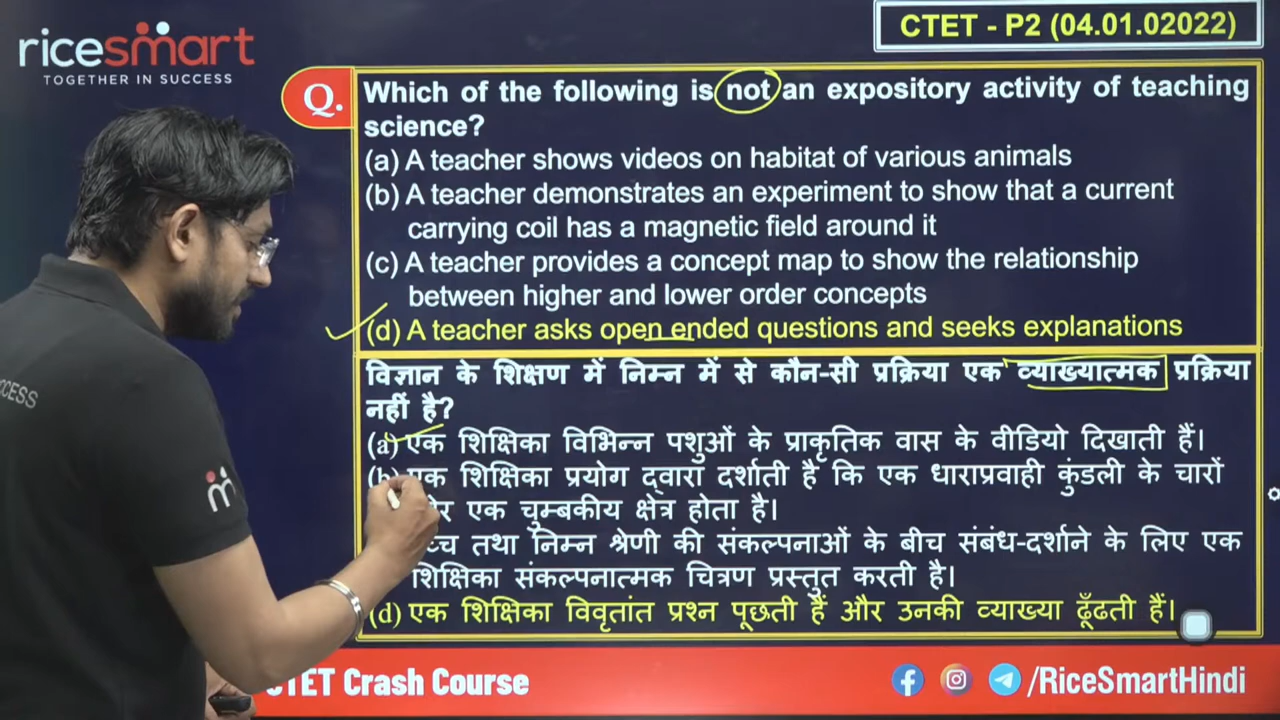 ricesmart
TOGETHER IN SUCCESS
CTET - P2 (04.01.02022)
Q.
Which of the following is not an expository activity of teaching
science?
(a) A teacher shows videos on habitat of various animals
(b) A teacher demonstrates an experiment to show that a current
carrying coil has a magnetic field around it
(c) A teacher provides a concept map to show the relationship
between higher and lower order concepts
(d) A teacher asks open ended questions and seeks explanations
विज्ञान के शिक्षण में निम्न में से कौन-सी प्रक्रिया एक व्याख्यात्मक प्रक्रिया
नहीं है?
(a) एक शिक्षिका विभिन्न पशुओं के प्राकृतिक वास के वीडियो दिखाती हैं।
(b) एक शिक्षिका प्रयोग द्वारा दर्शाती है कि एक धाराप्रवाही कुंडली के चारों
एक चुम्बकीय क्षेत्र होता है।
तथा निम्न श्रेणी की संकल्पनाओं के बीच संबंध-दर्शाने के लिए एक
शिक्षिका संकल्पनात्मक चित्रण प्रस्तुत करती है।
(d) एक शिक्षिका विवृतांत प्रश्न पूछती हैं और उनकी व्याख्या ढूँढती हैं।
CTET Crash Course
/RiceSmartHindi